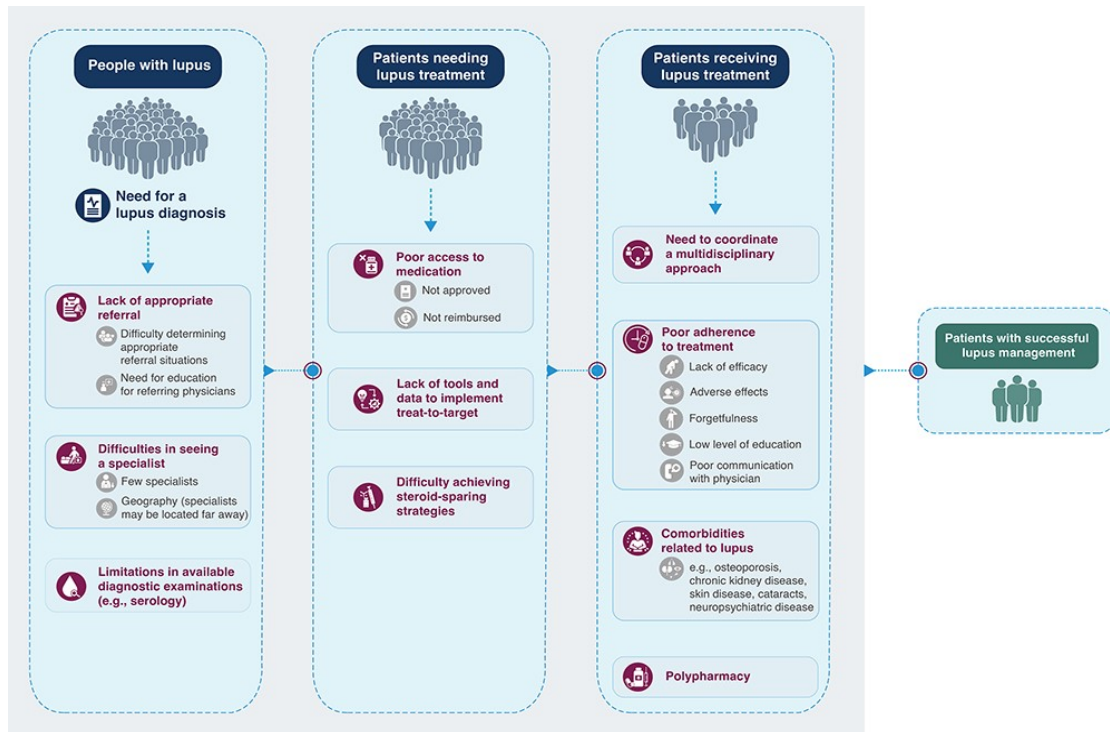 People with lupus
Need for a
lupus diagnosis
Lack of appropriate
referral
Difficulty determining
appropriate
referral situations
Need for education
for referring physicians
Difficulties in seeing
a specialist
Few specialists
Geography (specialists
may be located far away)
Limitations in available
diagnostic examinations
(e.g., serology)
Patients needing
lupus treatment
Poor access to
medication
Not approved
Not reimbursed
Lack of tools and
data to implement
treat-to-target
Difficulty achieving
steroid-sparing
strategies
Patients receiving
lupus treatment
Need to coordinate
a multidisciplinary
approach
Poor adherence
to treatment
Lack of efficacy
Adverse effects
Forgetfulness
Low level of education
Poor communication
with physician
Comorbidities
related to lupus
e.g., osteoporosis,
chronic kidney disease,
skin disease, cataracts,
neuropsychiatric disease
Polypharmacy
Patients with successful
lupus management